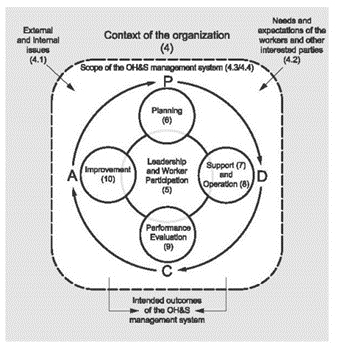 External
and internal
issues
(4.1)
Context of the organization
(4)
Needs and
expectations of the
workers and other
interested parties
(4.2)
Scope of the OH&S management system (4.3/4.4)
P
Planning
(6)
A
Improvement
(10)
Leadership
and Worker
Participation
(5)
Support (7)
and
Operation (8)
D
Performance
Evaluation
(9)
C
Intended outcomes
of the OH&S
management system